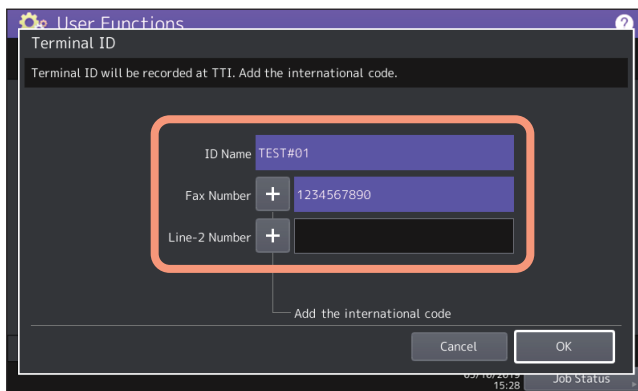 User Functions ?
Terminal ID
Terminal ID will be recorded at TTI. Add the international code.
ID Name TEST#01
Fax Number + 1234567890
Line-2 Number +
Add the international code
Cancel OK
15:28 Job Status